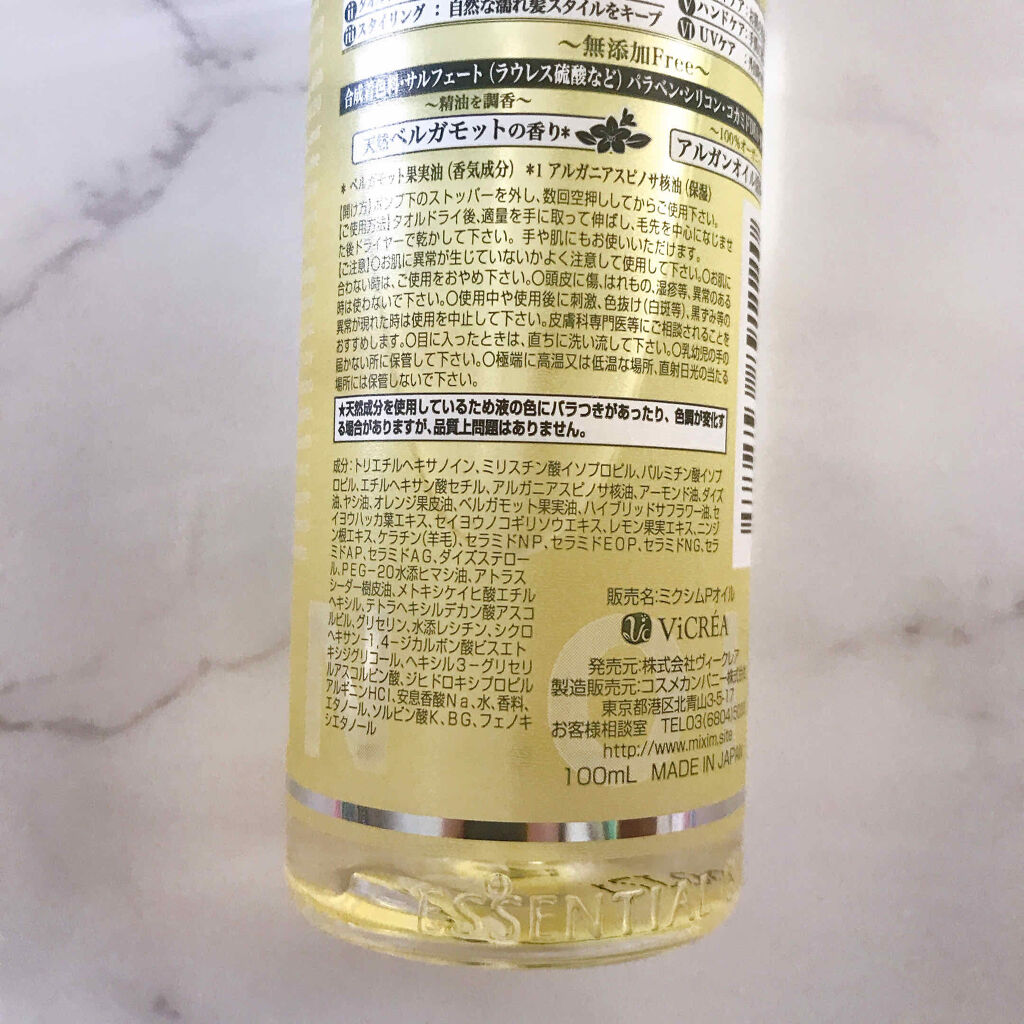 スタイリング：自然な濡れ髪スタイルをキープ
ハンドケア
UVケア
～無添加Free～
合成着色料・サルフェート（ラウレス硫酸など）パラベン・シリコン・コカミド
～精油を調香～
天然ベルガモットの香り*
～100%オーガ
アルガンオイル
* ベルガモット果実油（香気成分） *1 アルガニアスピノサ核油（保湿）
【開け方】ポンプ下のストッパーを外し、数回空押ししてからご使用下さい。
【ご使用方法】タオルドライ後、適量を手に取って伸ばし、毛先を中心になじませ
た後ドライヤーで乾かして下さい。手や肌にもお使いいただけます。
【ご注意】〇お肌に異常が生じていないかよく注意して使用して下さい。〇お肌に
合わない時は、ご使用をおやめ下さい。〇頭皮に傷、はれもの、湿疹等、異常のある
時は使わないで下さい。〇使用中や使用後に刺激、色抜け(白斑等)、黒ずみ等の
異常が現れた時は使用を中止して下さい。皮膚科専門医等にご相談されることを
おすすめします。〇目に入ったときは、直ちに洗い流して下さい。〇乳幼児の手の
届かない所に保管して下さい。〇極端に高温又は低温な場所、直射日光の当たる
場所には保管しないで下さい。
★天然成分を使用しているため液の色にバラつきがあったり、色調が変化す
る場合がありますが、品質上問題はありません。
成分：トリエチルヘキサノイン、ミリスチン酸イソプロピル、パルミチン酸イソプ
ロピル、エチルヘキサン酸セチル、アルガニアスピノサ核油、アーモンド油、ダイズ
油、ヤシ油、オレンジ果皮油、ベルガモット果実油、ハイブリッドサフラワー油、セ
イヨウハッカ葉エキス、セイヨウノコギリソウエキス、レモン果実エキス、ニンジ
ン根エキス、ケラチン(羊毛)、セラミドNP、セラミドEOP、セラミドNG、セラ
ミドAP、セラミドAG、ダイズステロー
ル、PEG-20水添ヒマシ油、アトラス
シーダー樹皮油、メトキシケイヒ酸エチル
ヘキシル、テトラヘキシルデカン酸アスコ
ルビル、グリセリン、水添レシチン、シクロ
ヘキサン-1,4-ジカルボン酸ビスエト
キシジグリコール、ヘキシル3-グリセリ
ルアスコルビン酸、ジヒドロキシプロピル
アルギニンHCl、安息香酸Na、水、香料、
エタノール、ソルビン酸K、BG、フェノキ
シエタノール
販売名:ミクシムPオイル
ViCRÉA
発売元:株式会社ヴィークレア
製造販売元:コスメカンパニー株式会社
東京都港区北青山3-5-17
お客様相談室 TEL03(6804)
http://www.mixim.site
100mL MADE IN JAPAN
ESSENTIAL